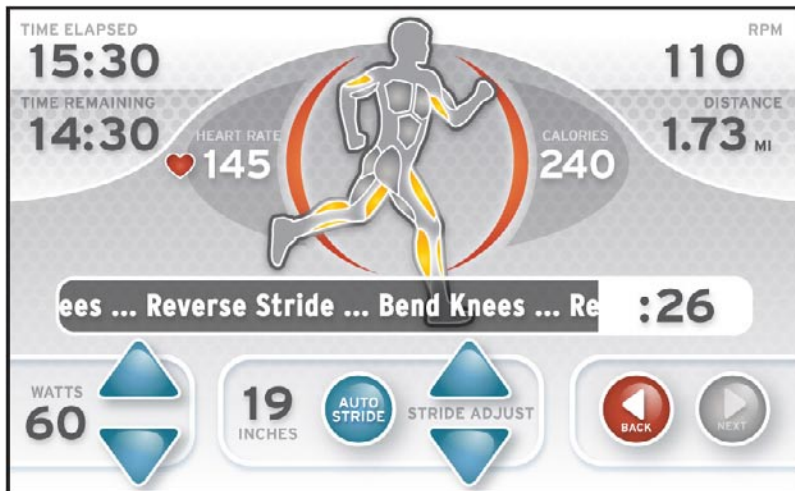 TIME ELAPSED
15:30
TIME REMAINING
14:30
HEART RATE
145
RPM
110
DISTANCE
1.73 MI
CALORIES
240
ees ... Reverse Stride ... Bend Knees ... Re
:26
WATTS
60
19
INCHES
AUTO
STRIDE
STRIDE ADJUST
BACK
NEXT